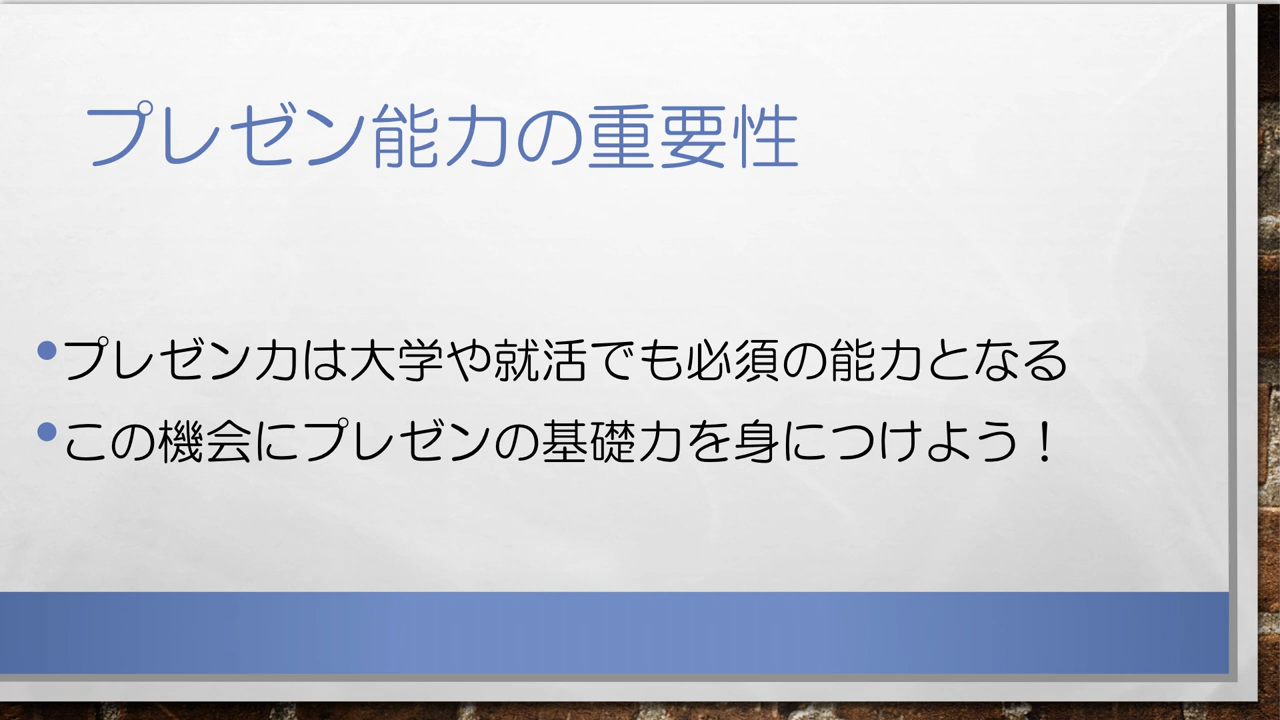 プレゼン能力の重要性
•プレゼン力は大学や就活でも必須の能力となる
•この機会にプレゼンの基礎力を身につけよう！